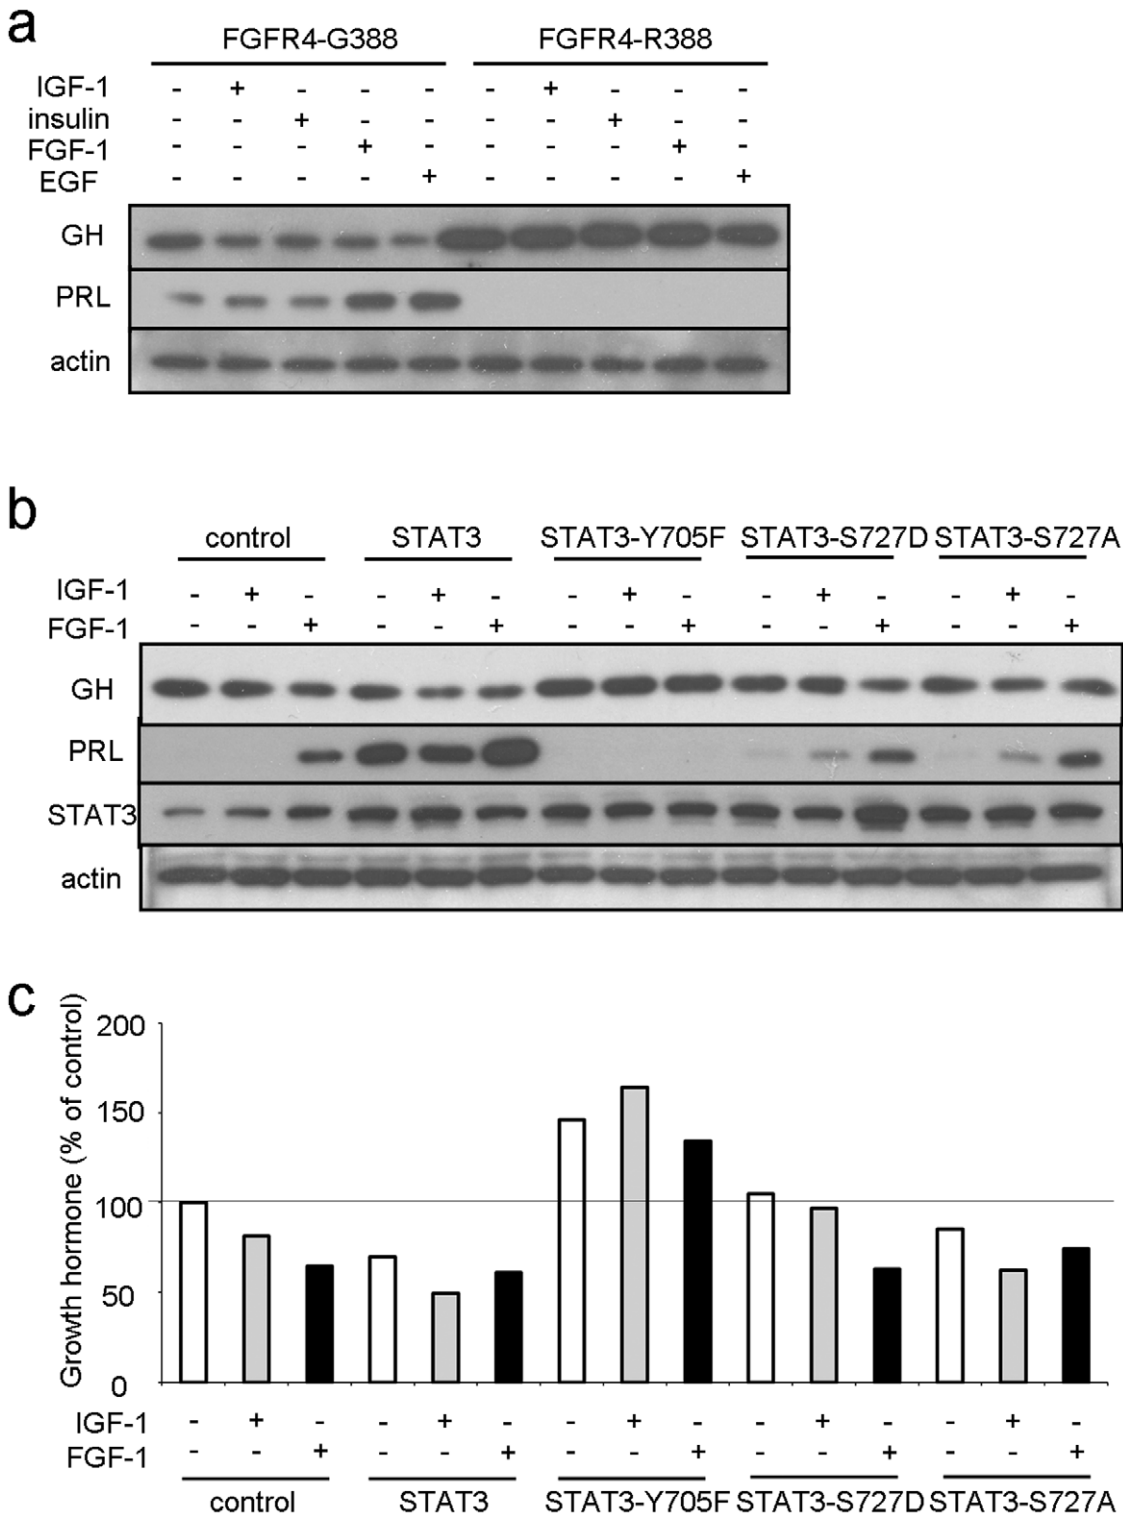 a
FGFR4-G388 FGFR4-R388
IGF-1 - + - - - - + - - -
insulin - - + - - - - + - -
FGF-1 - - - + - - - - + -
EGF - - - - + - - - - +
GH
PRL
actin
b
control STAT3 STAT3-Y705F STAT3-S727D STAT3-S727A
IGF-1 - + - - + - - + - - + - - + -
FGF-1 - - + - - + - - + - - + - - +
GH
PRL
STAT3
actin
c
Growth hormone (% of control)
200
150
100
50
0
IGF-1 - + - - + - - + - - + - - + -
FGF-1 - - + - - + - - + - - + - - +
control STAT3 STAT3-Y705F STAT3-S727D STAT3-S727A